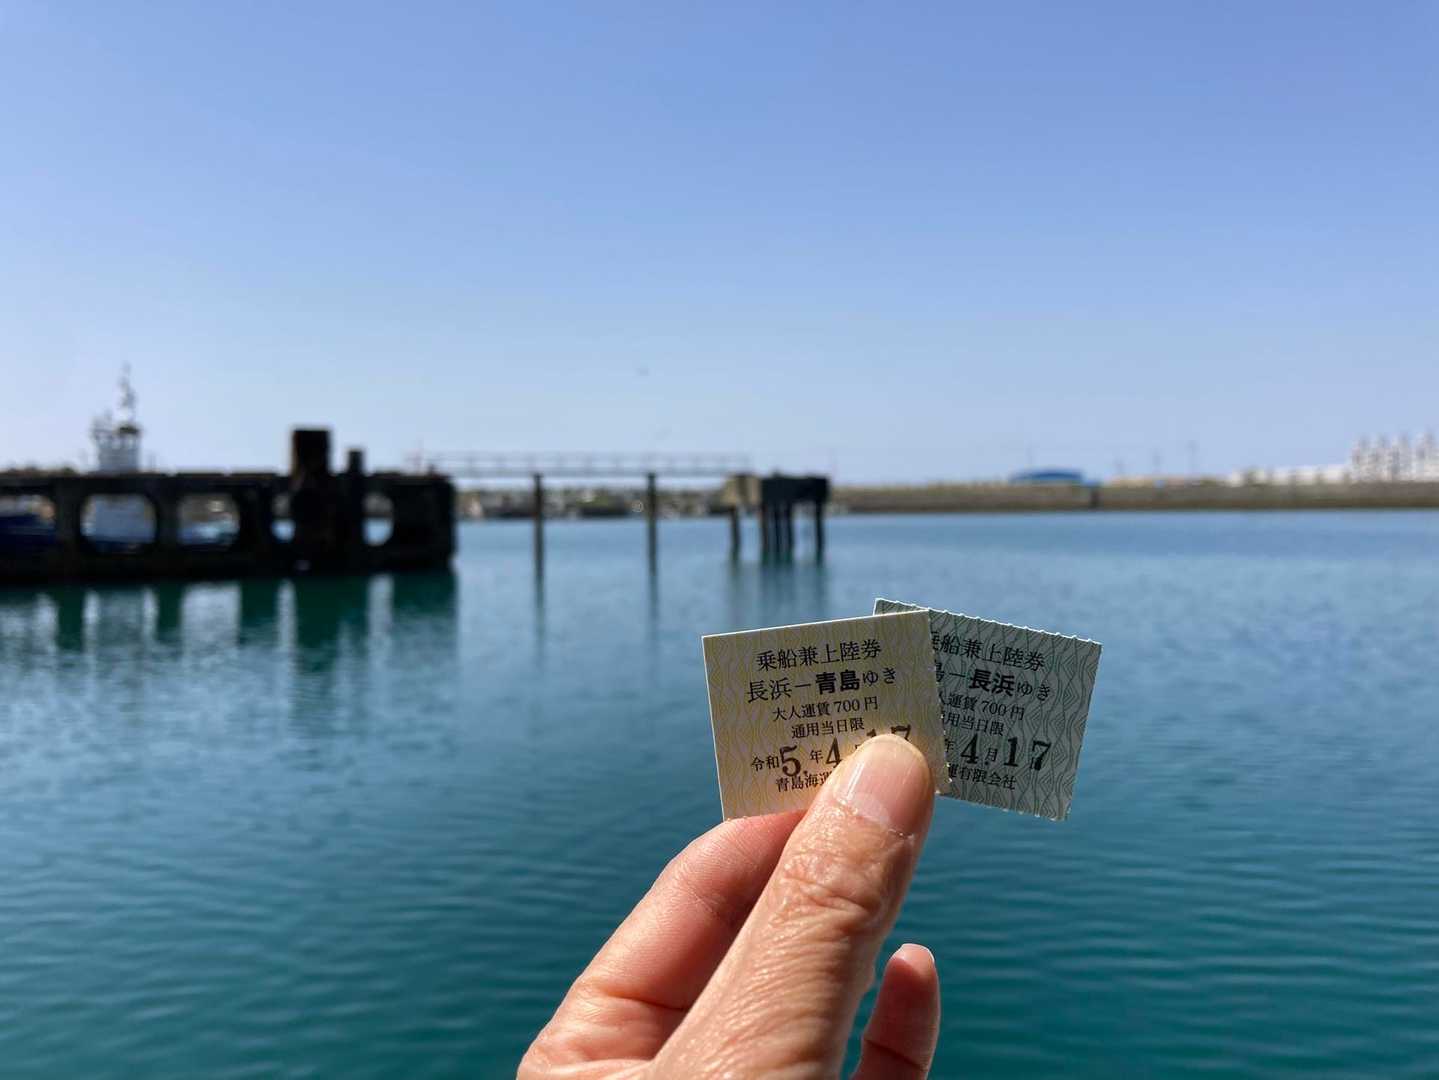 乗船兼上陸券
長浜ー青島ゆき
大人運賃700円
通用当日限
令和5.年4. 17
青島海運
乗船兼上陸券
島ー長浜ゆき
人運賃700円
用当日限
年4.月17
運有限会社